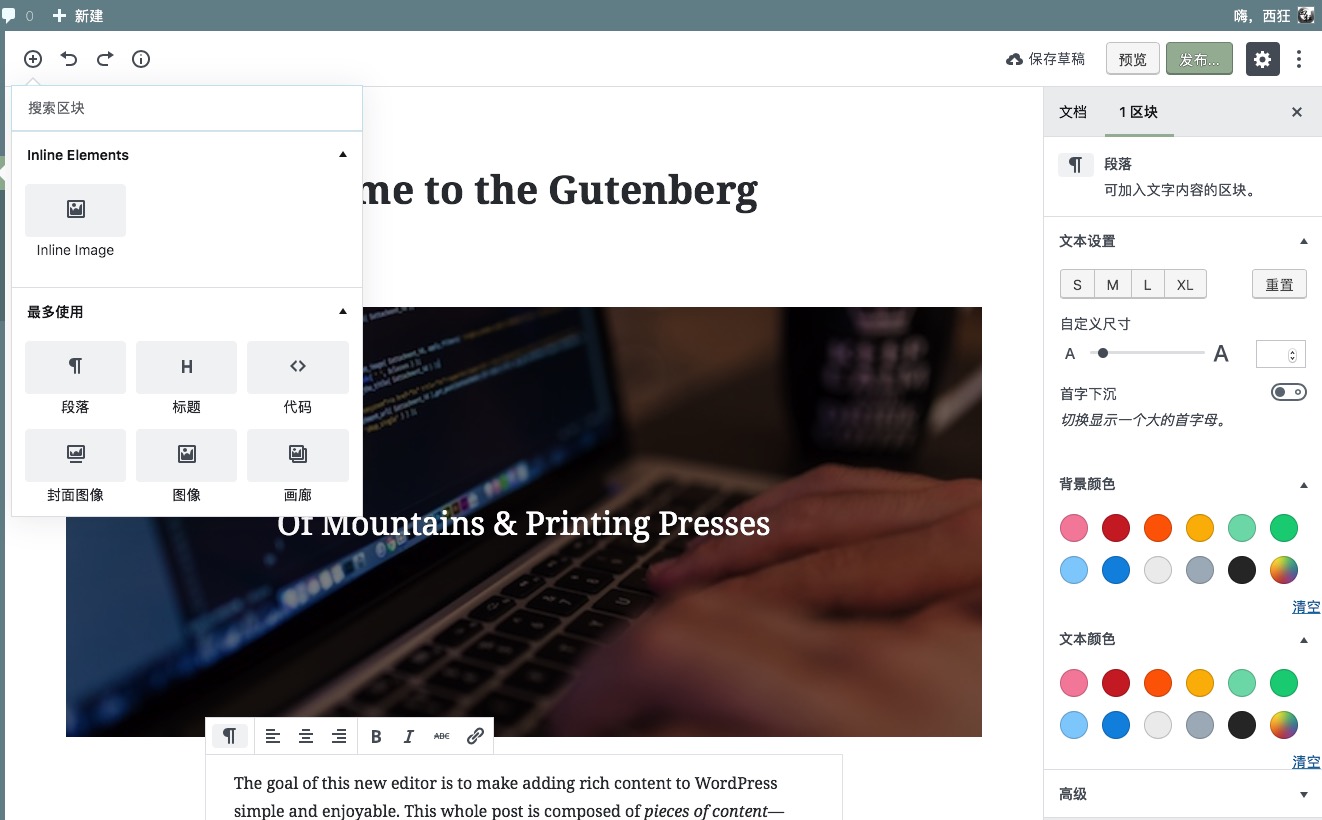 0 新建
嗨，西狂
保存草稿
预览
发布...
搜索区块
Inline Elements
Inline Image
最多使用
段落
标题
代码
封面图像
图像
画廊
me to the Gutenberg
Of Mountains & Printing Presses
ABC
The goal of this new editor is to make adding rich content to WordPress
simple and enjoyable. This whole post is composed of pieces of content—
文档
1 区块
段落
可加入文字内容的区块。
文本设置
S M L XL
重置
自定义尺寸
A A
首字下沉
切换显示一个大的首字母。
背景颜色
清空
文本颜色
清空
高级